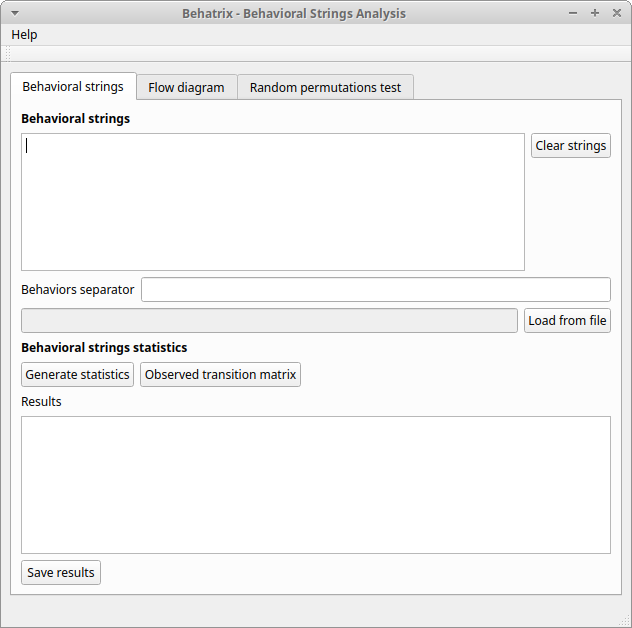 Behatrix - Behavioral Strings Analysis
Help
Behavioral strings Flow diagram Random permutations test
Behavioral strings
Clear strings
Behaviors separator
Load from file
Behavioral strings statistics
Generate statistics Observed transition matrix
Results
Save results